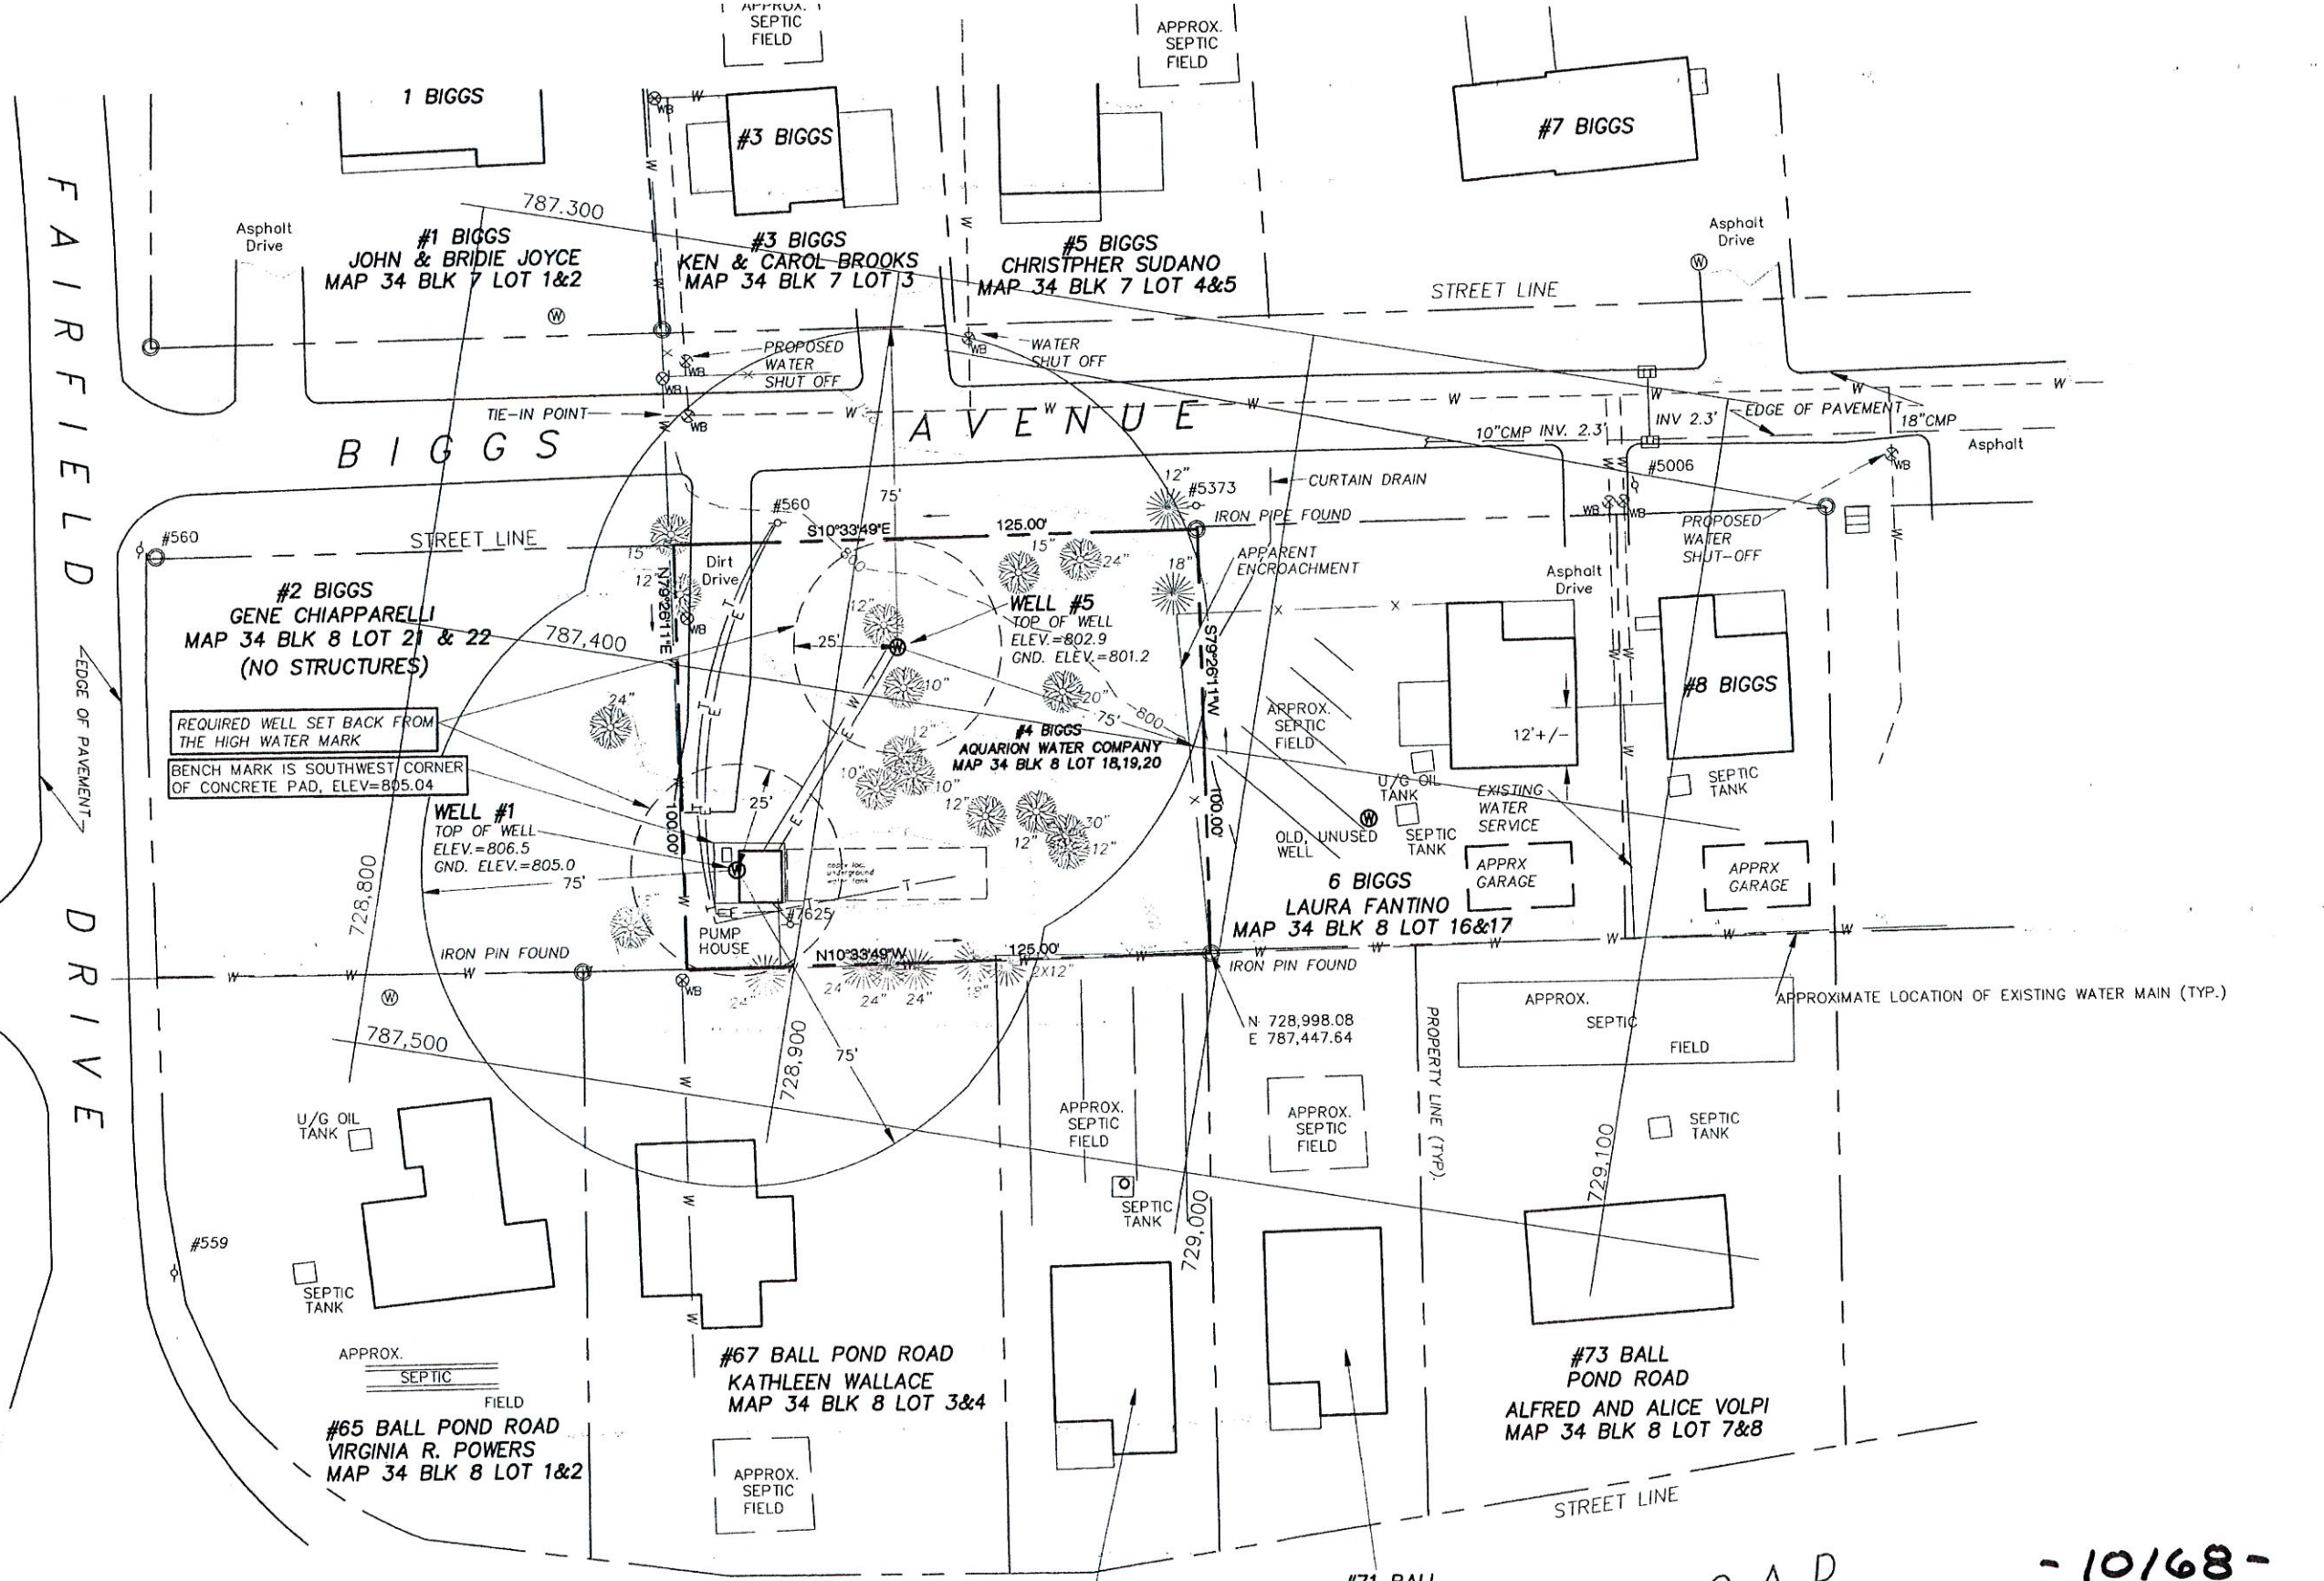 APPROX.
SEPTIC
FIELD
APPROX.
SEPTIC
FIELD
1 BIGGS
#3 BIGGS
#7 BIGGS
WB
W
W
787.300
Asphalt
Drive
#1 BIGGS
JOHN & BRIDIE JOYCE
MAP 34 BLK 7 LOT 1&2
#3 BIGGS
KEN & CAROL BROOKS
MAP 34 BLK 7 LOT 3
#5 BIGGS
CHRISTPHER SUDANO
MAP 34 BLK 7 LOT 4&5
Asphalt
Drive
STREET LINE
FAIRFIELD DRIVE
PROPOSED
WATER
SHUT OFF
WATER
SHUT OFF
TIE-IN POINT
BIGGS AVENUE
INV 2.3'
EDGE OF PAVEMENT
18"CMP
10"CMP INV. 2.3'
Asphalt
#5006
12"
#5373
CURTAIN DRAIN
75'
#560
#560
STREET LINE
S10°33'49"E
125.00'
IRON PIPE FOUND
PROPOSED
WATER
SHUT-OFF
15"
12"
Dirt
Drive
800
15"
24"
18"
APPARENT
ENCROACHMENT
Asphalt
Drive
#2 BIGGS
GENE CHIAPPARELLI
MAP 34 BLK 8 LOT 21 & 22
(NO STRUCTURES)
787,400
N79°26'11"E
12"
25'
WELL #5
TOP OF WELL
ELEV.=802.9
GND. ELEV.=801.2
S79°26'11"W
10"
20"
75'
800
#8 BIGGS
EDGE OF PAVEMENT
REQUIRED WELL SET BACK FROM
THE HIGH WATER MARK
24"
BENCH MARK IS SOUTHWEST CORNER
OF CONCRETE PAD, ELEV=805.04
#4 BIGGS
AQUARION WATER COMPANY
MAP 34 BLK 8 LOT 18,19,20
12"
10"
10"
APPROX.
SEPTIC
FIELD
12'+/-
U/G OIL
TANK
SEPTIC
TANK
EXISTING
WATER
SERVICE
WELL #1
TOP OF WELL
ELEV.=806.5
GND. ELEV.=805.0
75'
100.00'
25'
12"
12"
30"
12"
100.00'
OLD, UNUSED
WELL
SEPTIC
TANK
APPRX
GARAGE
APPRX
GARAGE
728,800
6 BIGGS
LAURA FANTINO
MAP 34 BLK 8 LOT 16&17
#7625
PUMP
HOUSE
IRON PIN FOUND
N10°33'49"W
125.00'
IRON PIN FOUND
24"
24
24"
24"
18"
2X12"
APPROX.
SEPTIC
FIELD
APPROXIMATE LOCATION OF EXISTING WATER MAIN (TYP.)
N 728,998.08
E 787,447.64
787,500
728,900
75'
PROPERTY LINE (TYP).
U/G OIL
TANK
APPROX.
SEPTIC
FIELD
APPROX.
SEPTIC
FIELD
SEPTIC
TANK
729,100
SEPTIC
TANK
729,000
#559
SEPTIC
TANK
APPROX.
SEPTIC
FIELD
#65 BALL POND ROAD
VIRGINIA R. POWERS
MAP 34 BLK 8 LOT 1&2
#67 BALL POND ROAD
KATHLEEN WALLACE
MAP 34 BLK 8 LOT 3&4
APPROX.
SEPTIC
FIELD
#73 BALL
POND ROAD
ALFRED AND ALICE VOLPI
MAP 34 BLK 8 LOT 7&8
STREET LINE
#71 BALL
-10168-